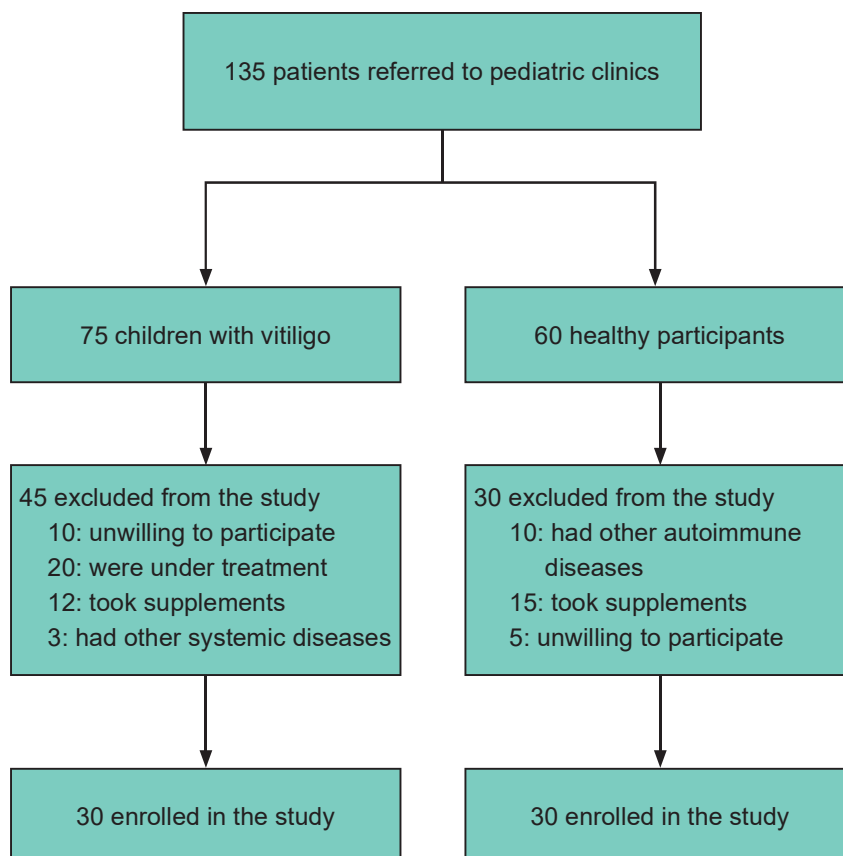 135 patients referred to pediatric clinics
75 children with vitiligo
60 healthy participants
45 excluded from the study
10: unwilling to participate
20: were under treatment
12: took supplements
3: had other systemic diseases
30 excluded from the study
10: had other autoimmune
diseases
15: took supplements
5: unwilling to participate
30 enrolled in the study
30 enrolled in the study